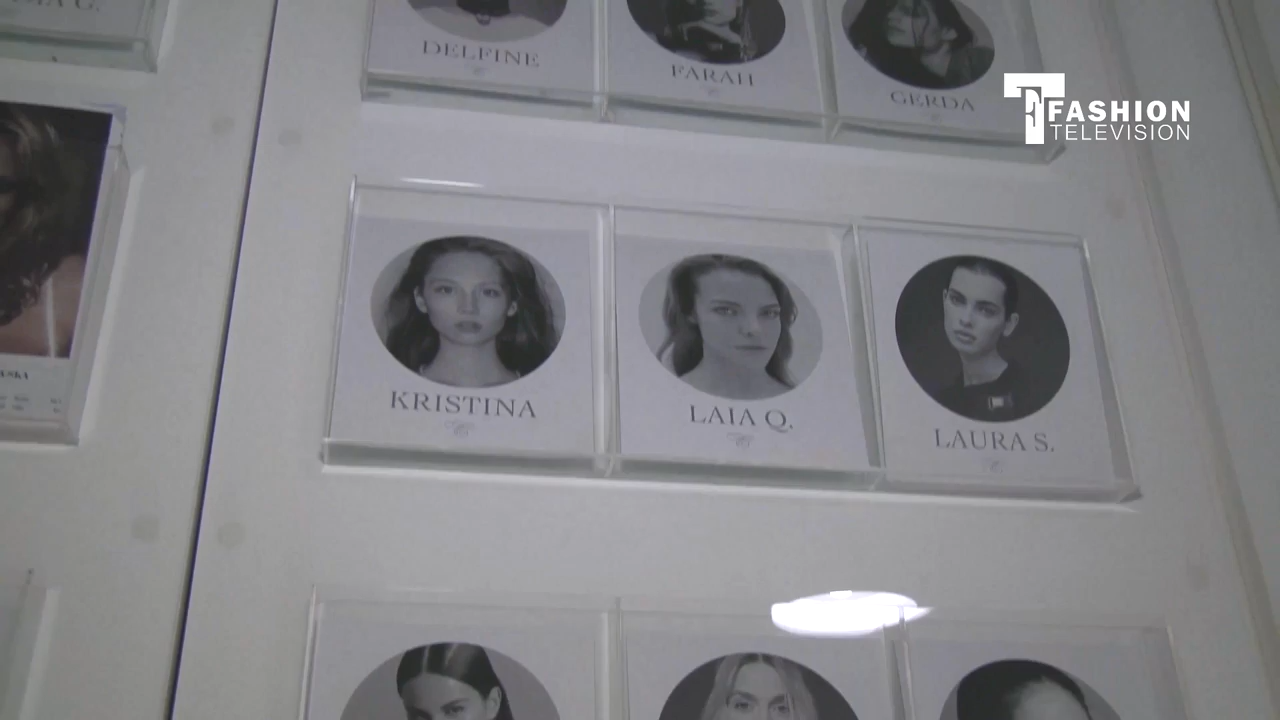 DELFINE
FARAH
GERDA
FASHION
TELEVISION
KRISTINA
LAIA Q.
LAURA S.